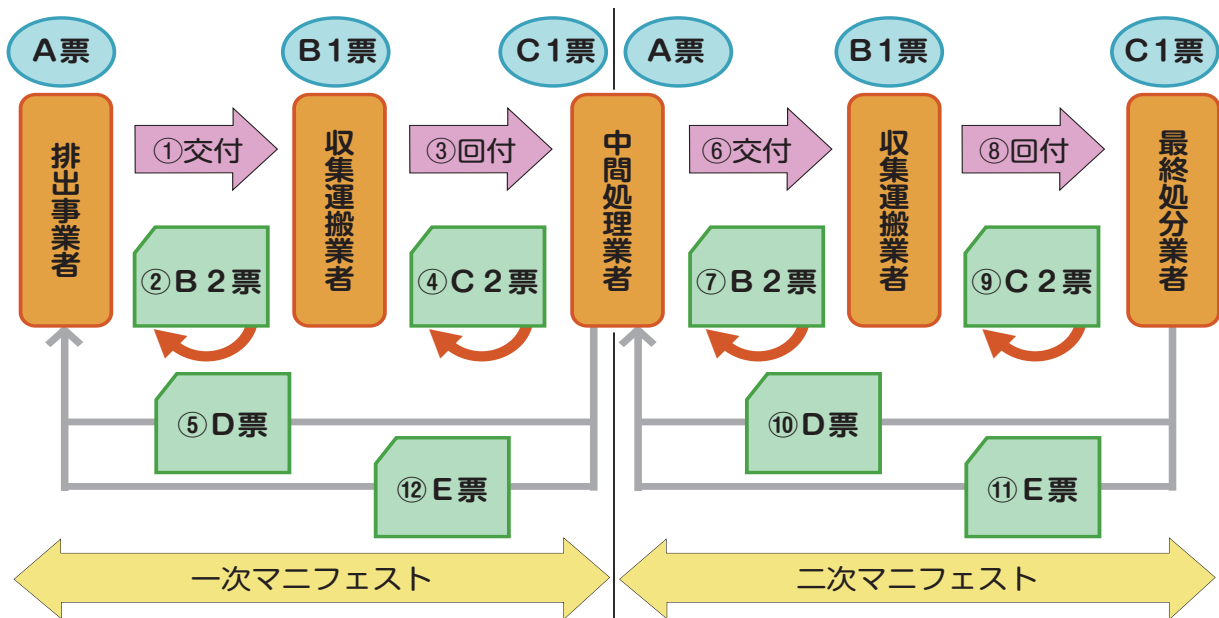 A票
B1票
C1票
A票
B1票
C1票
排出事業者
①交付
収集運搬業者
③回付
中間処理業者
⑥交付
収集運搬業者
⑧回付
最終処分業者
②B2票
④C2票
⑦B2票
⑨C2票
⑤D票
⑩D票
⑫E票
⑪E票
一次マニフェスト
二次マニフェスト